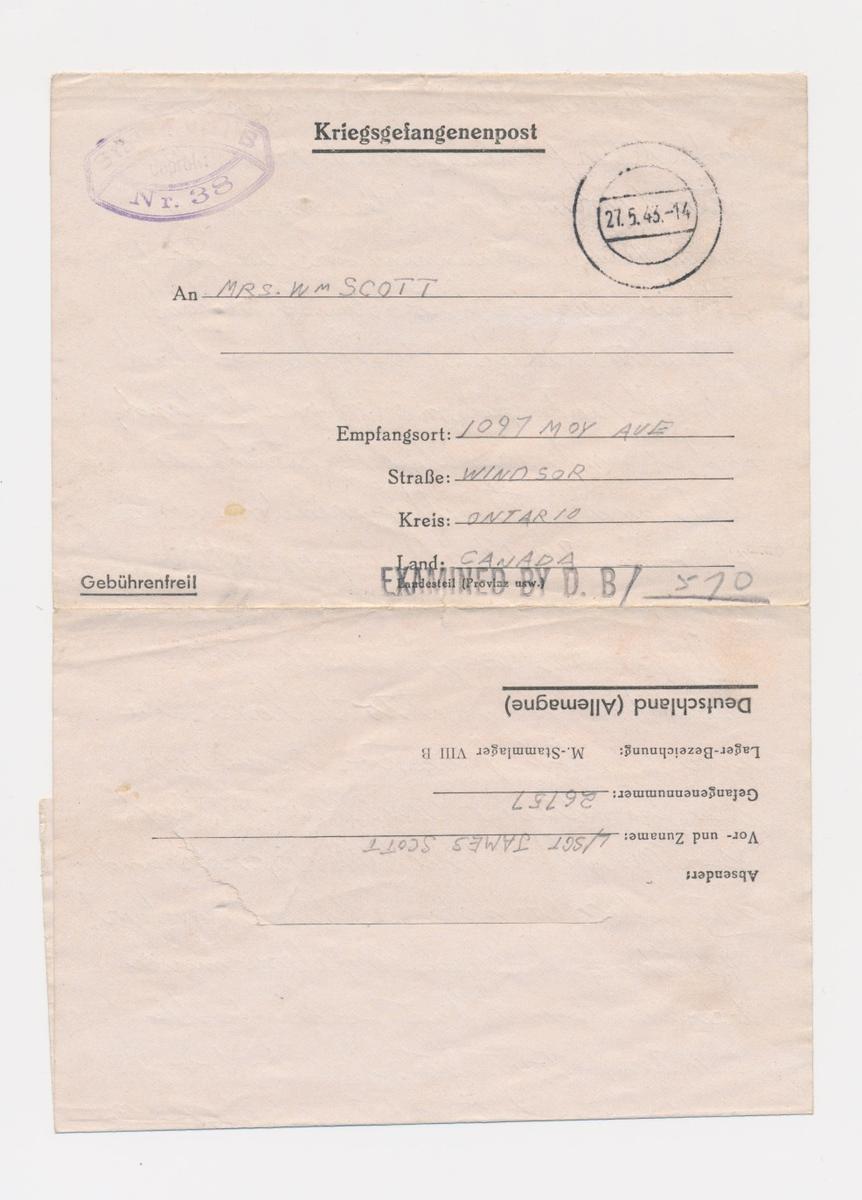 Kriegsgefangenenpost
geprüft
Nr. 38
27.5.43.-14
An MRS. WM SCOTT
Empfangsort: 1097 MOY AVE
Straße: WINDSOR
Kreis: ONTARIO
Land: CANADA
Landesteil (Provinz usw.)
Gebührenfrei!
EXAMINED BY D. B/ 510
Deutschland (Allemagne)
Lager-Bezeichnung: M.-Stammlager VIII B
Gefangenennummer: 26757
Vor- und Zuname: L/SGT JAMES SCOTT
Absender: